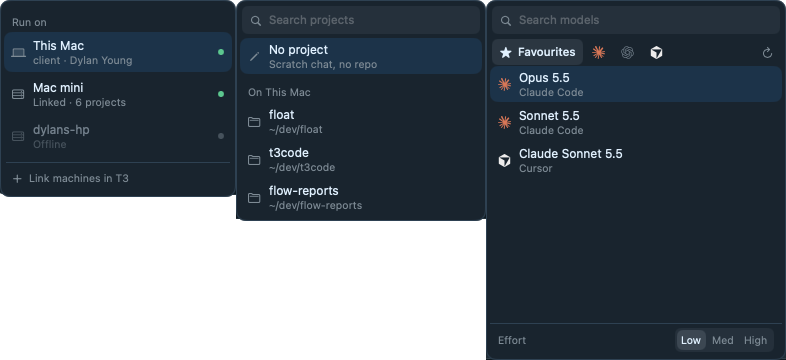 Run on
This Mac
client · Dylan Young
Mac mini
Linked · 6 projects
dylans-hp
Offline
Link machines in T3
Search projects
No project
Scratch chat, no repo
On This Mac
float
~/dev/float
t3code
~/dev/t3code
flow-reports
~/dev/flow-reports
Search models
Favourites
Opus 5.5
Claude Code
Sonnet 5.5
Claude Code
Claude Sonnet 5.5
Cursor
Effort Low Med High